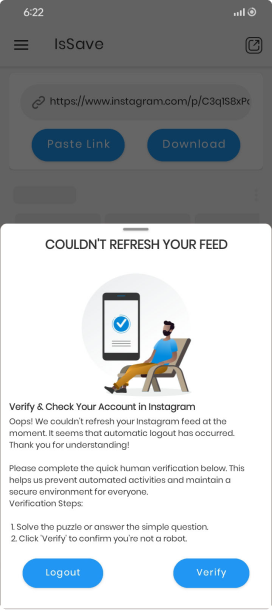 6:22
IsSave
https://www.instagram.com/p/C3q1S8xPc
Paste Link
Download
COULDN'T REFRESH YOUR FEED
Verify & Check Your Account in Instagram
Oops! We couldn't refresh your Instagram feed at the
moment. It seems that automatic logout has occurred.
Thank you for understanding!
Please complete the quick human verification below. This
helps us prevent automated activities and maintain a
secure environment for everyone.
Verification Steps:
1. Solve the puzzle or answer the simple question.
2. Click 'Verify' to confirm you're not a robot.
Logout
Verify